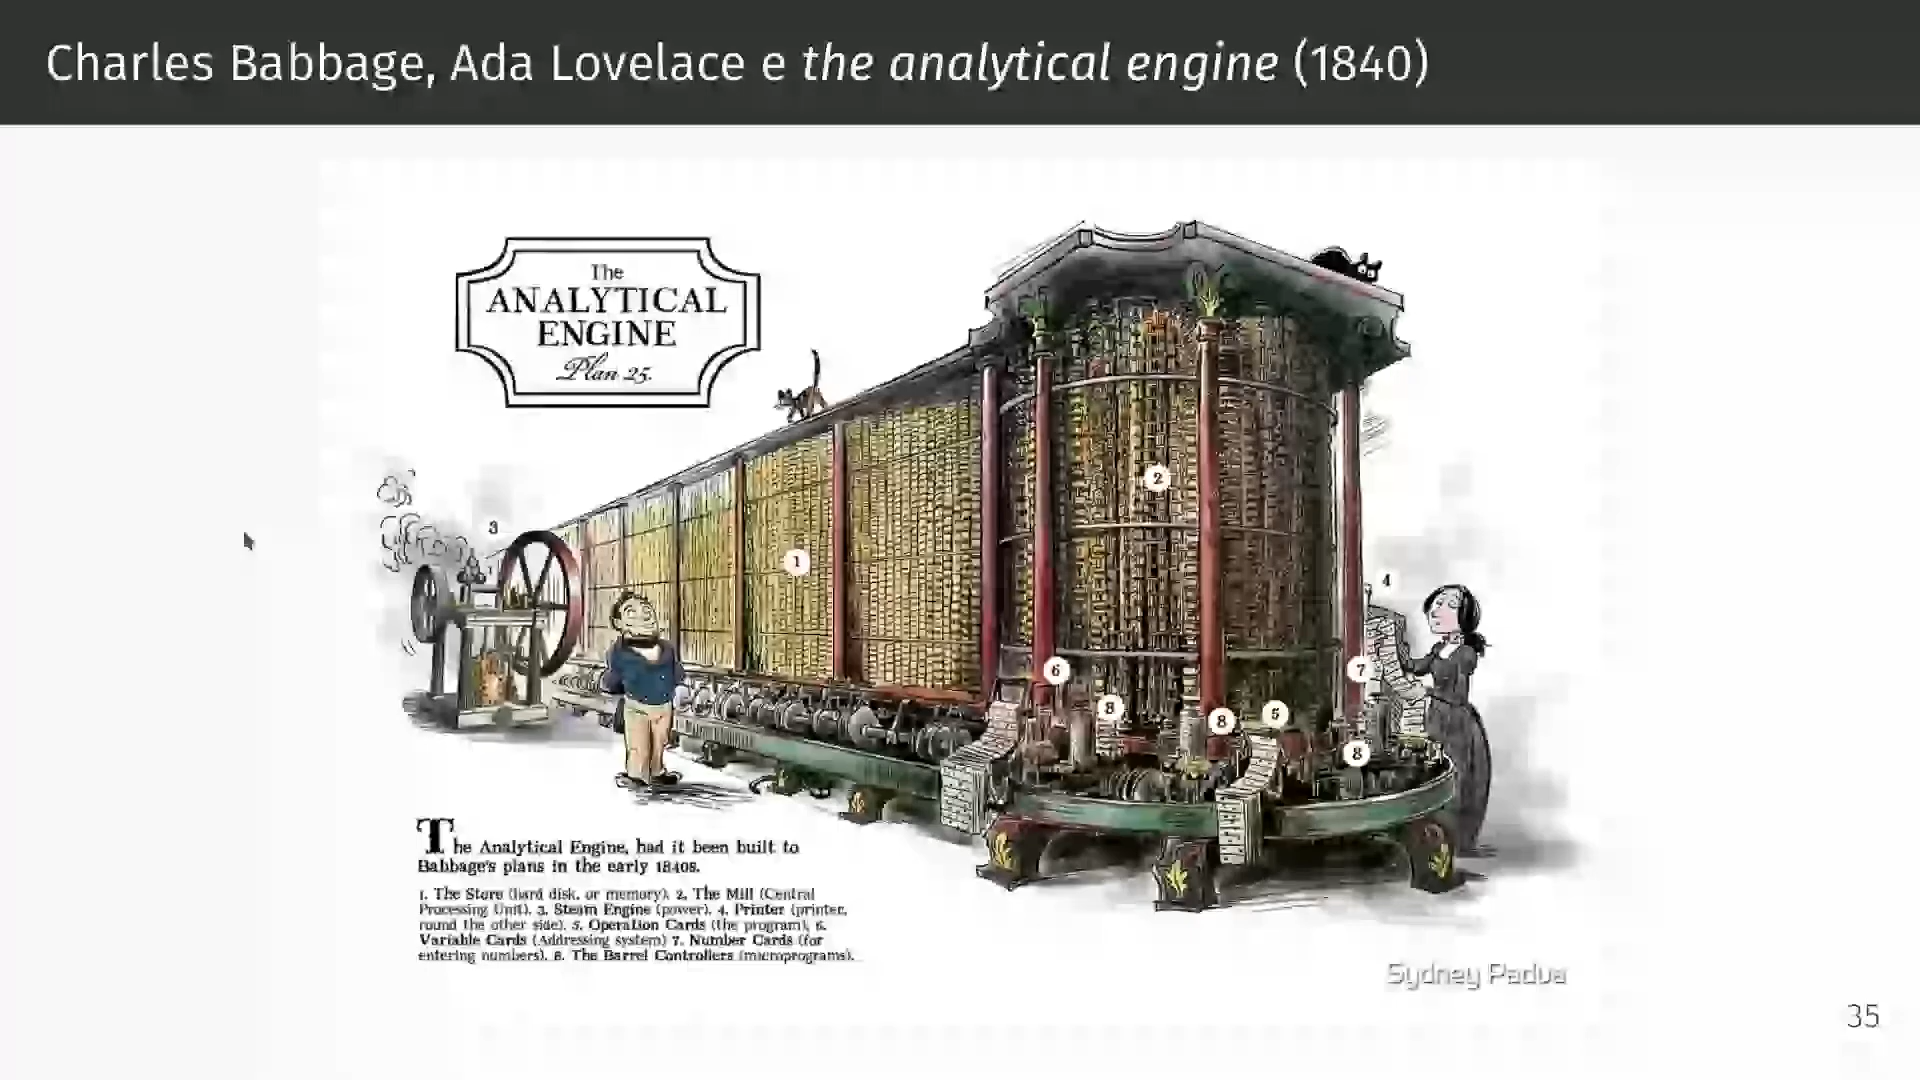 Charles Babbage, Ada Lovelace e the analytical engine (1840)
The
ANALYTICAL
ENGINE
Plan 25.
3
1
2
4
6
7
8
8
5
8
The Analytical Engine, had it been built to
Babbage's plans in the early 1840s.
1. The Store (hard disk, or memory). 2. The Mill (Central
Processing Unit). 3. Steam Engine (power). 4. Printer (printer,
round the other side). 5. Operation Cards (the program), 6.
Variable Cards (Addressing system) 7. Number Cards (for
entering numbers). 8. The Barrel Controllers (microprograms).
Sydney Padua
35